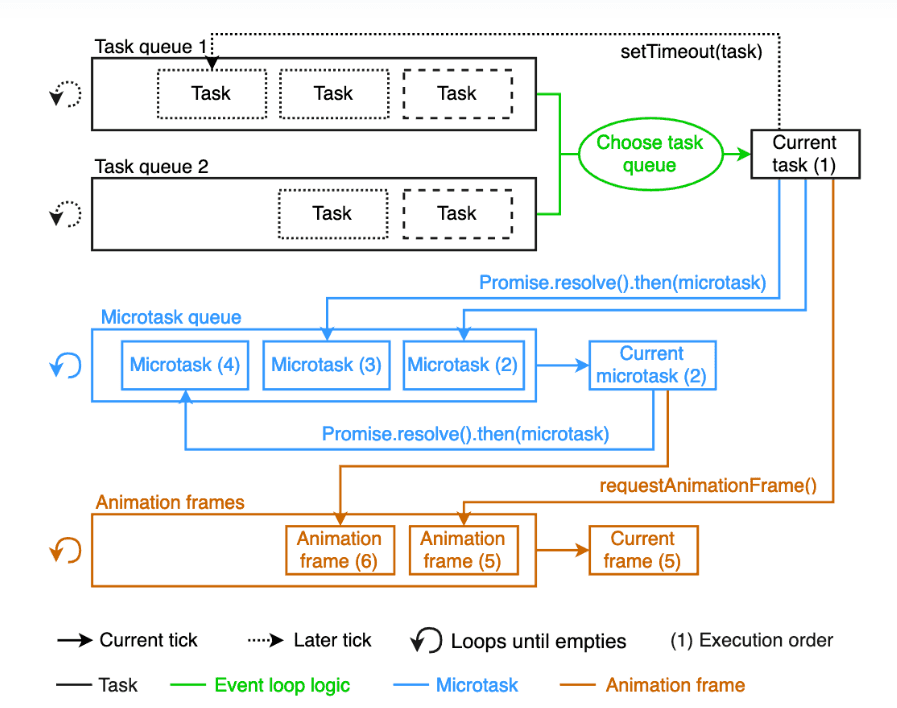 Task queue 1
setTimeout(task)
Task
Task
Task
Choose task
queue
Current
task (1)
Task queue 2
Task
Task
Promise.resolve().then(microtask)
Microtask queue
Microtask (4)
Microtask (3)
Microtask (2)
Current
microtask (2)
Promise.resolve().then(microtask)
requestAnimationFrame()
Animation frames
Animation
frame (6)
Animation
frame (5)
Current
frame (5)
Current tick
Later tick
Loops until empties
(1) Execution order
Task
Event loop logic
Microtask
Animation frame